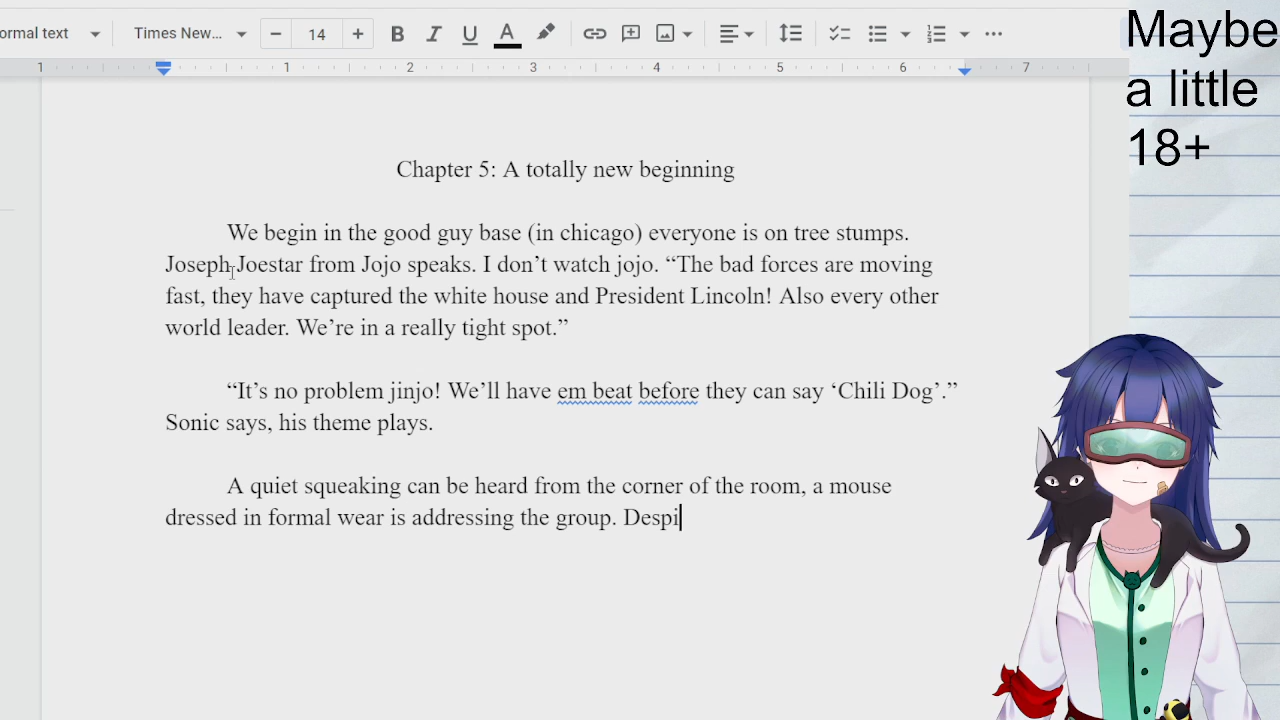 ormal text
Times New...
14
1
1
2
3
4
5
6
7
Maybe
a little
18+
Chapter 5: A totally new beginning
We begin in the good guy base (in chicago) everyone is on tree stumps.
Joseph Joestar from Jojo speaks. I don’t watch jojo. “The bad forces are moving
fast, they have captured the white house and President Lincoln! Also every other
world leader. We’re in a really tight spot.”
“It’s no problem jinjo! We’ll have em beat before they can say ‘Chili Dog’.”
Sonic says, his theme plays.
A quiet squeaking can be heard from the corner of the room, a mouse
dressed in formal wear is addressing the group. Despi